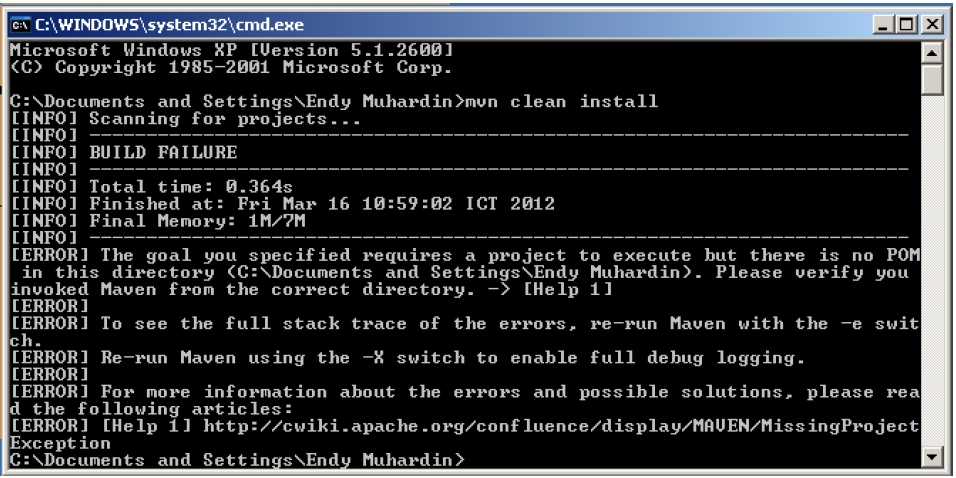 C:\WINDOWS\system32\cmd.exe
Microsoft Windows XP [Version 5.1.2600]
(C) Copyright 1985-2001 Microsoft Corp.
C:\Documents and Settings\Endy Muhardin>mvn clean install
[INFO] Scanning for projects...
[INFO] ------------------------------------------------------------------------
[INFO] BUILD FAILURE
[INFO] ------------------------------------------------------------------------
[INFO] Total time: 0.364s
[INFO] Finished at: Fri Mar 16 10:59:02 ICT 2012
[INFO] Final Memory: 1M/7M
[INFO] ------------------------------------------------------------------------
[ERROR] The goal you specified requires a project to execute but there is no POM
 in this directory (C:\Documents and Settings\Endy Muhardin). Please verify you
invoked Maven from the correct directory. -> [Help 1]
[ERROR]
[ERROR] To see the full stack trace of the errors, re-run Maven with the -e swit
ch.
[ERROR] Re-run Maven using the -X switch to enable full debug logging.
[ERROR]
[ERROR] For more information about the errors and possible solutions, please rea
d the following articles:
[ERROR] [Help 1] http://cwiki.apache.org/confluence/display/MAVEN/MissingProject
Exception
C:\Documents and Settings\Endy Muhardin>